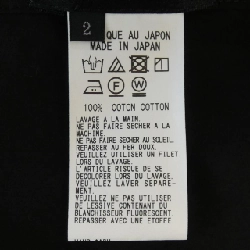 2
QUE AU JAPON
MADE IN JAPAN
100% COTON COTTON
LAVAGE A LA MAIN.
NE PAS FAIRE SECHER A LA
MACHINE.
NE PAS FAIRE SECHER AU SOLEIL.
REPASSER AU FER DOUX.
VEUILLEZ UTILISER UN FILET
LORS DU LAVAGE.
L'ARTICLE RISQUE DE SE
DECOLORER LORS DU LAVAGE.
VEUILLEZ LAVER SEPARE-
MENT.
VEUILLEZ NE PAS UTILISER
DE LESSIVE CONTENANT DU
BLANCHISSEUR FLUORESCENT.
REPASSER AVEC UNE ETOFFE